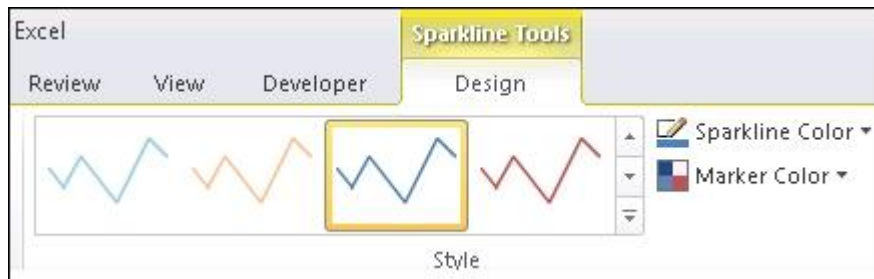 Excel
Sparkline Tools
Review View Developer Design
Sparkline Color
Marker Color
Style